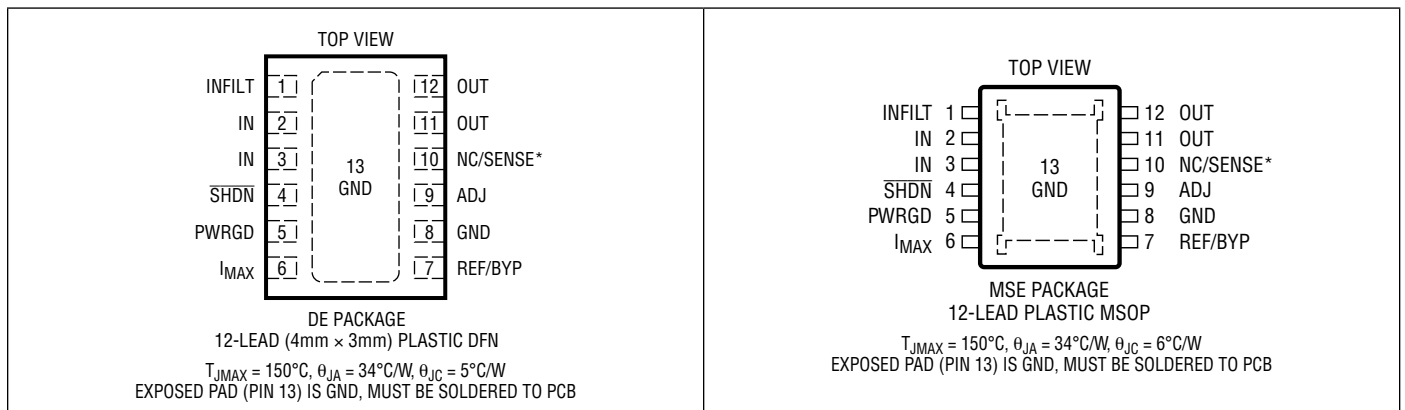 TOP VIEW
INFILT 1 12 OUT
IN 2 11 OUT
IN 3 10 NC/SENSE*
SHDN 4 9 ADJ
PWRGD 5 8 GND
IMAX 6 7 REF/BYP
13
GND
DE PACKAGE
12-LEAD (4mm × 3mm) PLASTIC DFN
TJMAX = 150°C, θJA = 34°C/W, θJC = 5°C/W
EXPOSED PAD (PIN 13) IS GND, MUST BE SOLDERED TO PCB
TOP VIEW
INFILT 1 12 OUT
IN 2 11 OUT
IN 3 10 NC/SENSE*
SHDN 4 9 ADJ
PWRGD 5 8 GND
IMAX 6 7 REF/BYP
13
GND
MSE PACKAGE
12-LEAD PLASTIC MSOP
TJMAX = 150°C, θJA = 34°C/W, θJC = 6°C/W
EXPOSED PAD (PIN 13) IS GND, MUST BE SOLDERED TO PCB